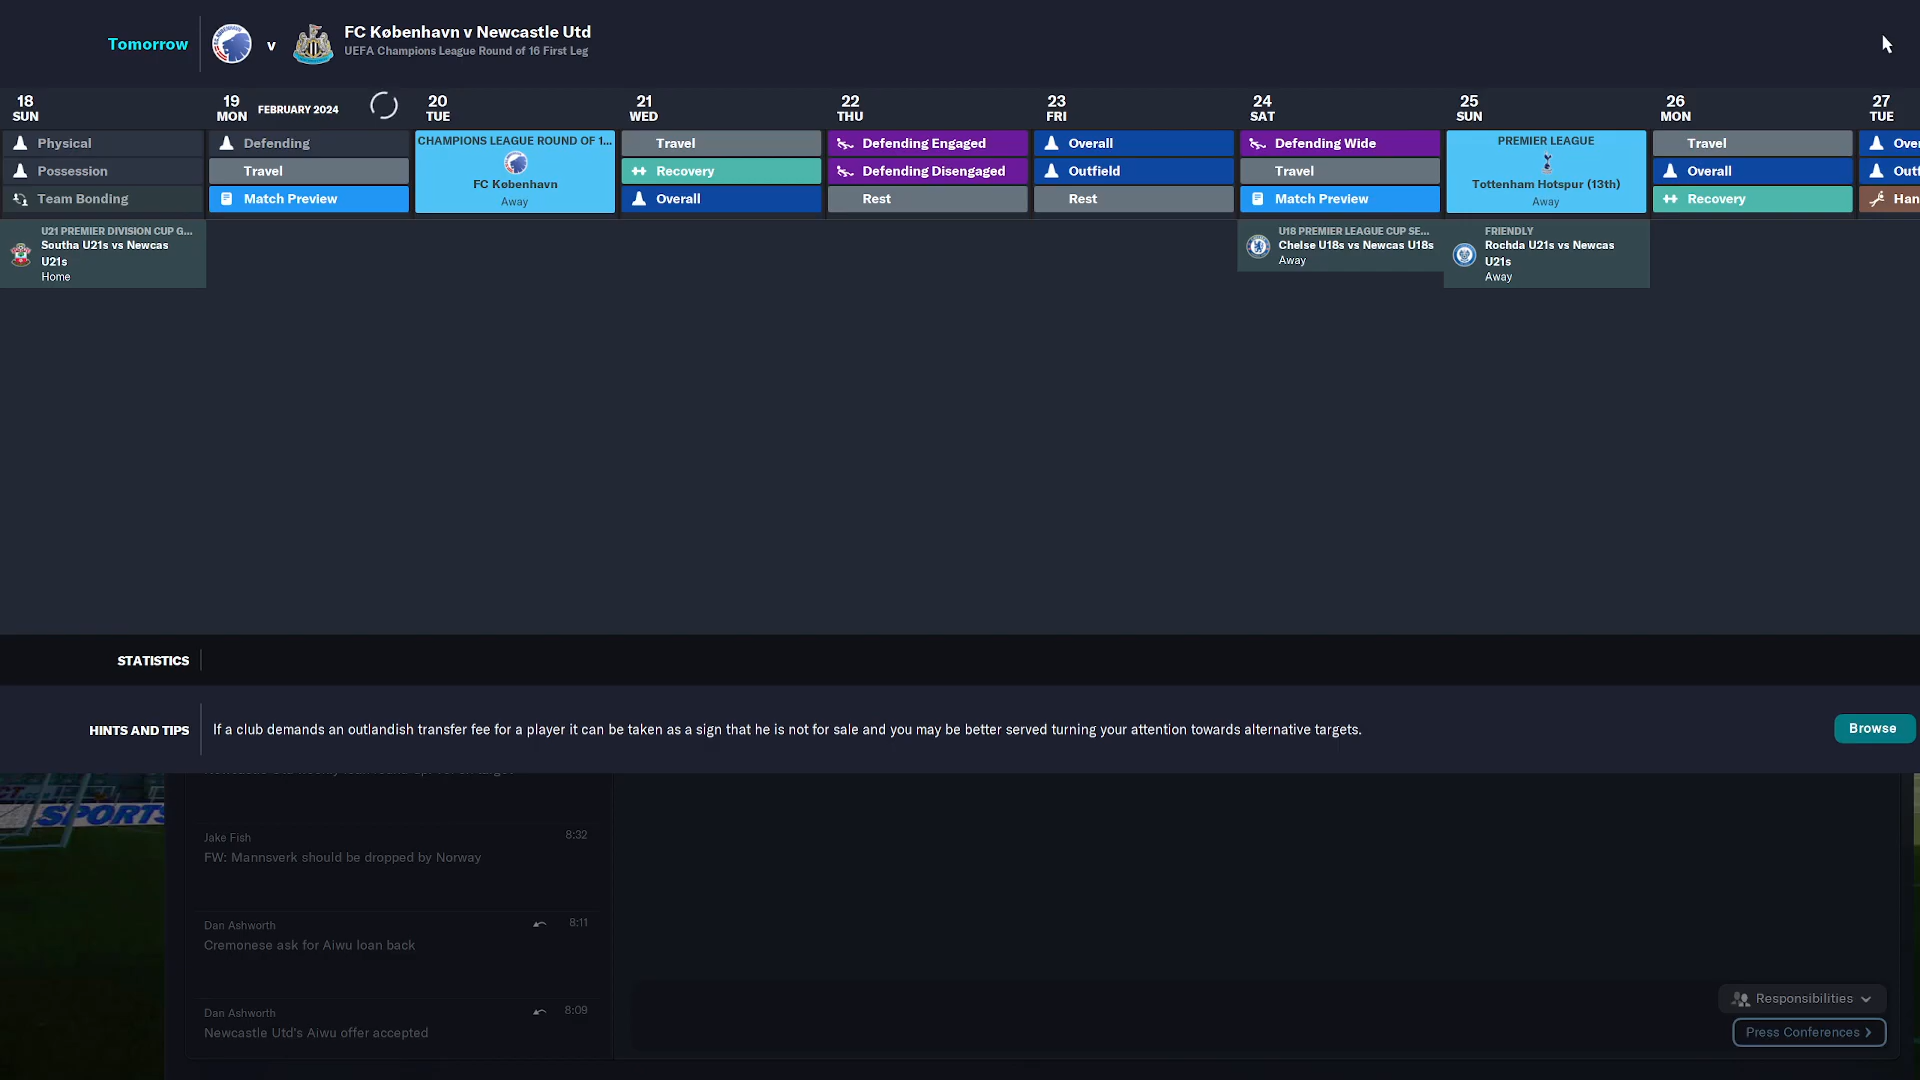 Tomorrow
v
FC København v Newcastle Utd
UEFA Champions League Round of 16 First Leg
18
SUN
19
MON
FEBRUARY 2024
20
TUE
21
WED
22
THU
23
FRI
24
SAT
25
SUN
26
MON
27
TUE
Physical
Possession
Team Bonding
Defending
Travel
Match Preview
CHAMPIONS LEAGUE ROUND OF 1...
FC København
Away
Travel
Recovery
Overall
Defending Engaged
Defending Disengaged
Rest
Overall
Outfield
Rest
Defending Wide
Travel
Match Preview
PREMIER LEAGUE
Tottenham Hotspur (13th)
Away
Travel
Overall
Recovery
Over
Outf
Han
U21 PREMIER DIVISION CUP G...
Southa U21s vs Newcas
U21s
Home
U18 PREMIER LEAGUE CUP SE...
Chelse U18s vs Newcas U18s
Away
FRIENDLY
Rochda U21s vs Newcas
U21s
Away
STATISTICS
HINTS AND TIPS
If a club demands an outlandish transfer fee for a player it can be taken as a sign that he is not for sale and you may be better served turning your attention towards alternative targets.
Browse
SPORTS
Jake Fish
8:32
FW: Mannsverk should be dropped by Norway
Dan Ashworth
8:11
Cremonese ask for Aiwu loan back
Dan Ashworth
8:09
Newcastle Utd's Aiwu offer accepted
Responsibilities
Press Conferences >